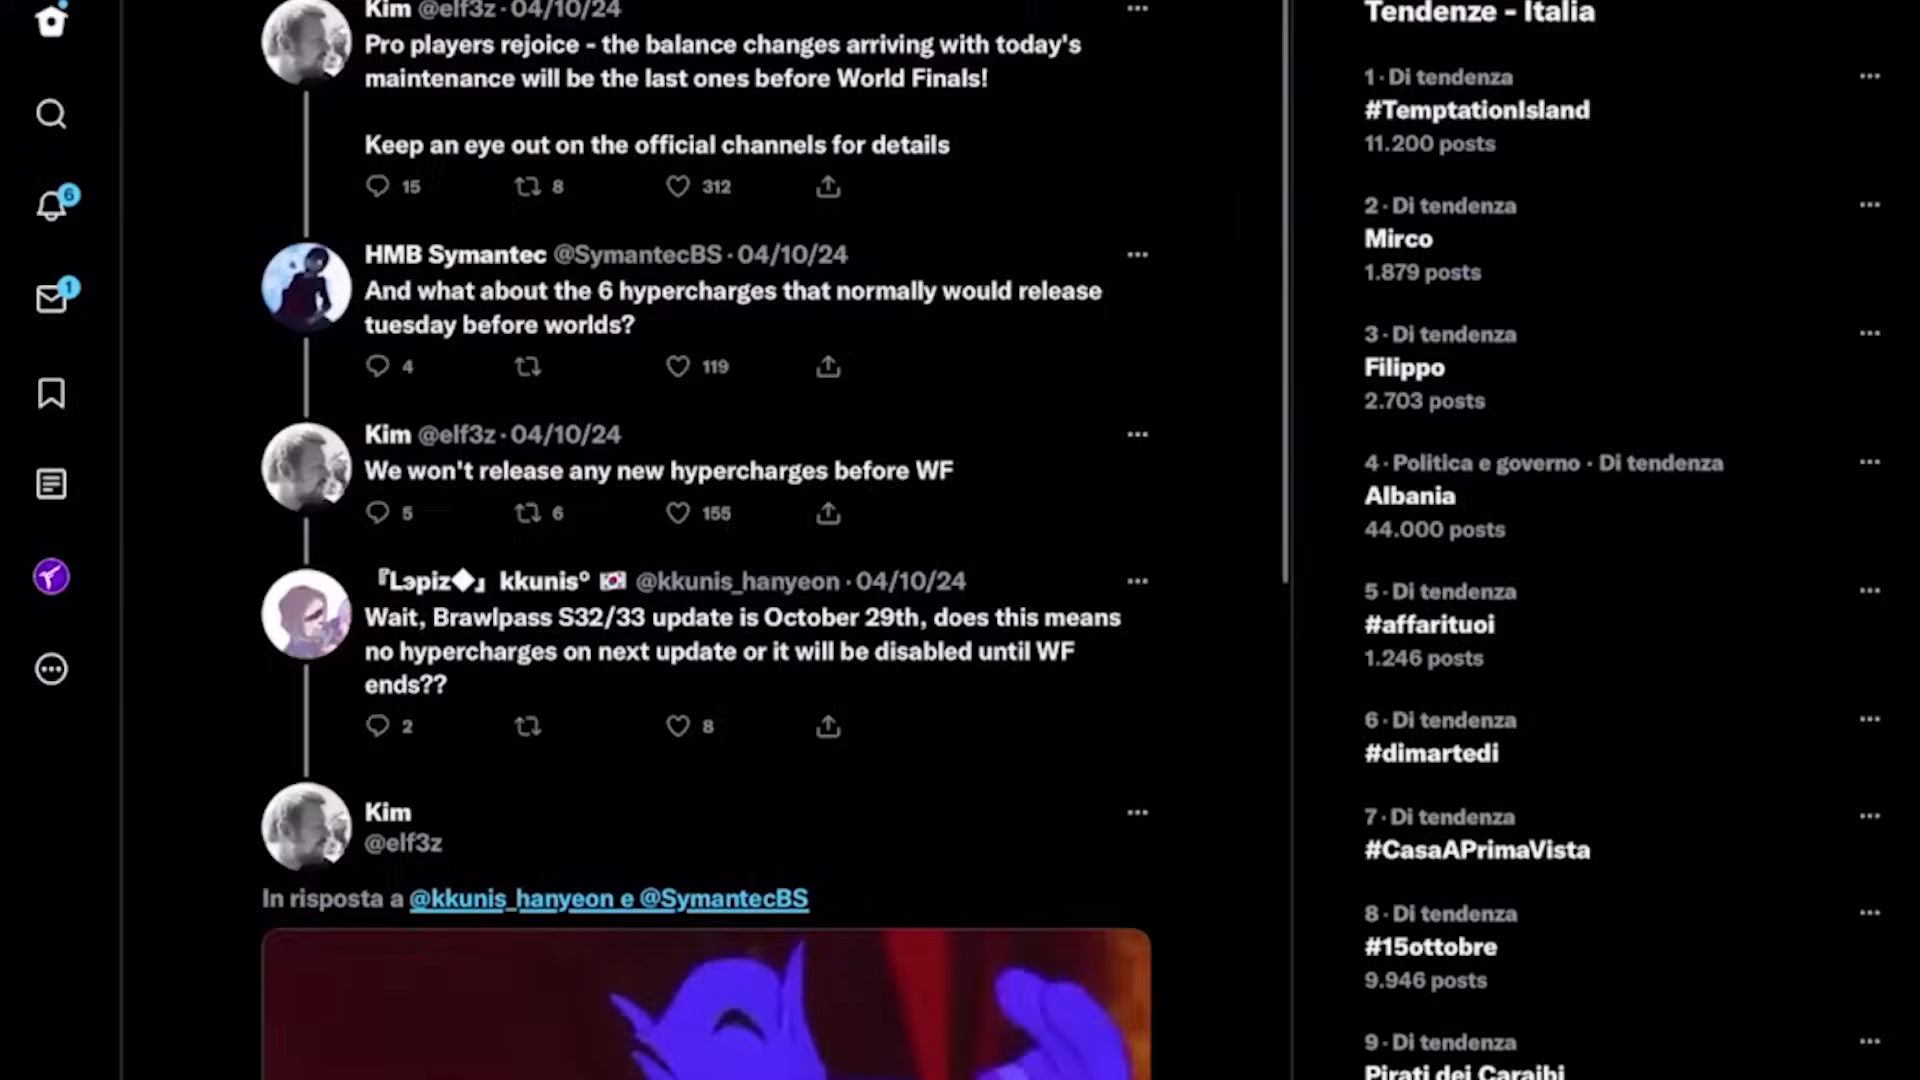 Kim @elf3z · 04/10/24
Pro players rejoice - the balance changes arriving with today's
maintenance will be the last ones before World Finals!
Keep an eye out on the official channels for details
15 8 312
HMB Symantec @SymantecBS · 04/10/24
And what about the 6 hypercharges that normally would release
tuesday before worlds?
4 119
Kim @elf3z · 04/10/24
We won't release any new hypercharges before WF
5 6 155
『Lɘpiz◆』 kkunis° 🇰🇷 @kkunis_hanyeon · 04/10/24
Wait, Brawlpass S32/33 update is October 29th, does this means
no hypercharges on next update or it will be disabled until WF
ends??
2 8
Kim
@elf3z
In risposta a @kkunis_hanyeon e @SymantecBS
6
1
Tendenze - Italia
1 · Di tendenza
#TemptationIsland
11.200 posts
2 · Di tendenza
Mirco
1.879 posts
3 · Di tendenza
Filippo
2.703 posts
4 · Politica e governo · Di tendenza
Albania
44.000 posts
5 · Di tendenza
#affarituoi
1.246 posts
6 · Di tendenza
#dimartedi
7 · Di tendenza
#CasaAPrimaVista
8 · Di tendenza
#15ottobre
9.946 posts
9 · Di tendenza
Pirati dei Caraibi